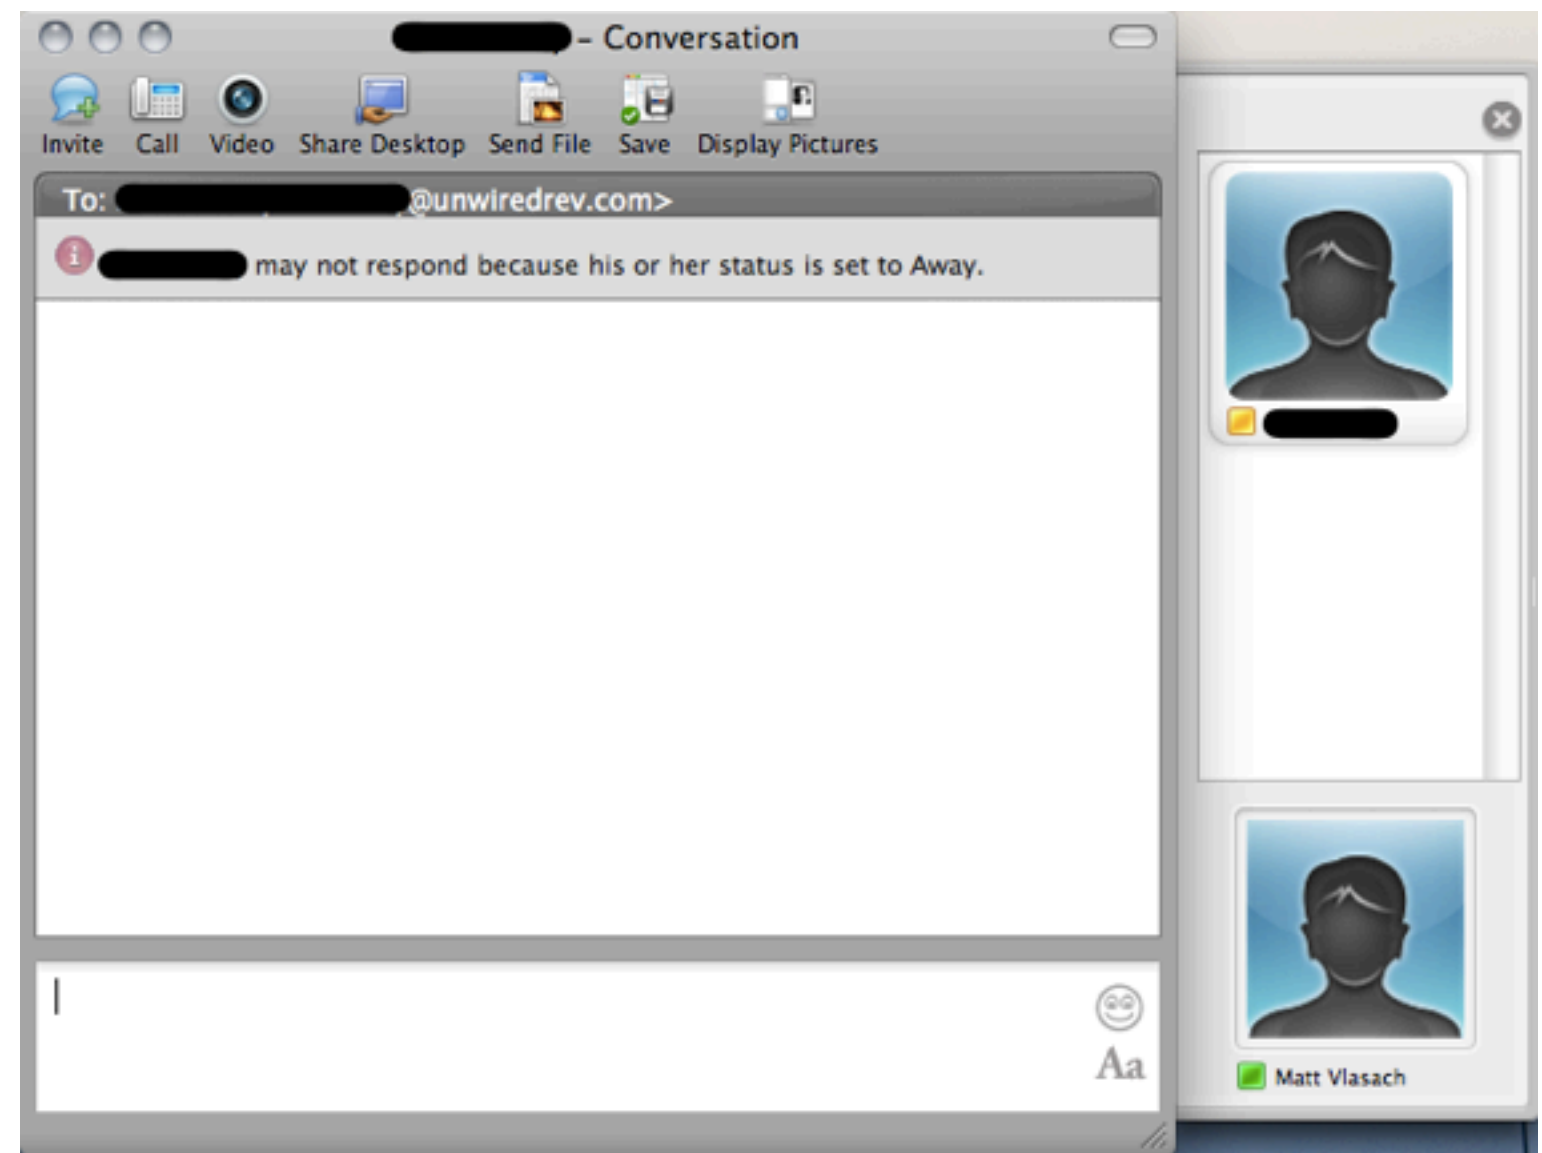 – Conversation
Invite Call Video Share Desktop Send File Save Display Pictures
To: @unwiredrev.com>
may not respond because his or her status is set to Away.
Aa
Matt Vlasach